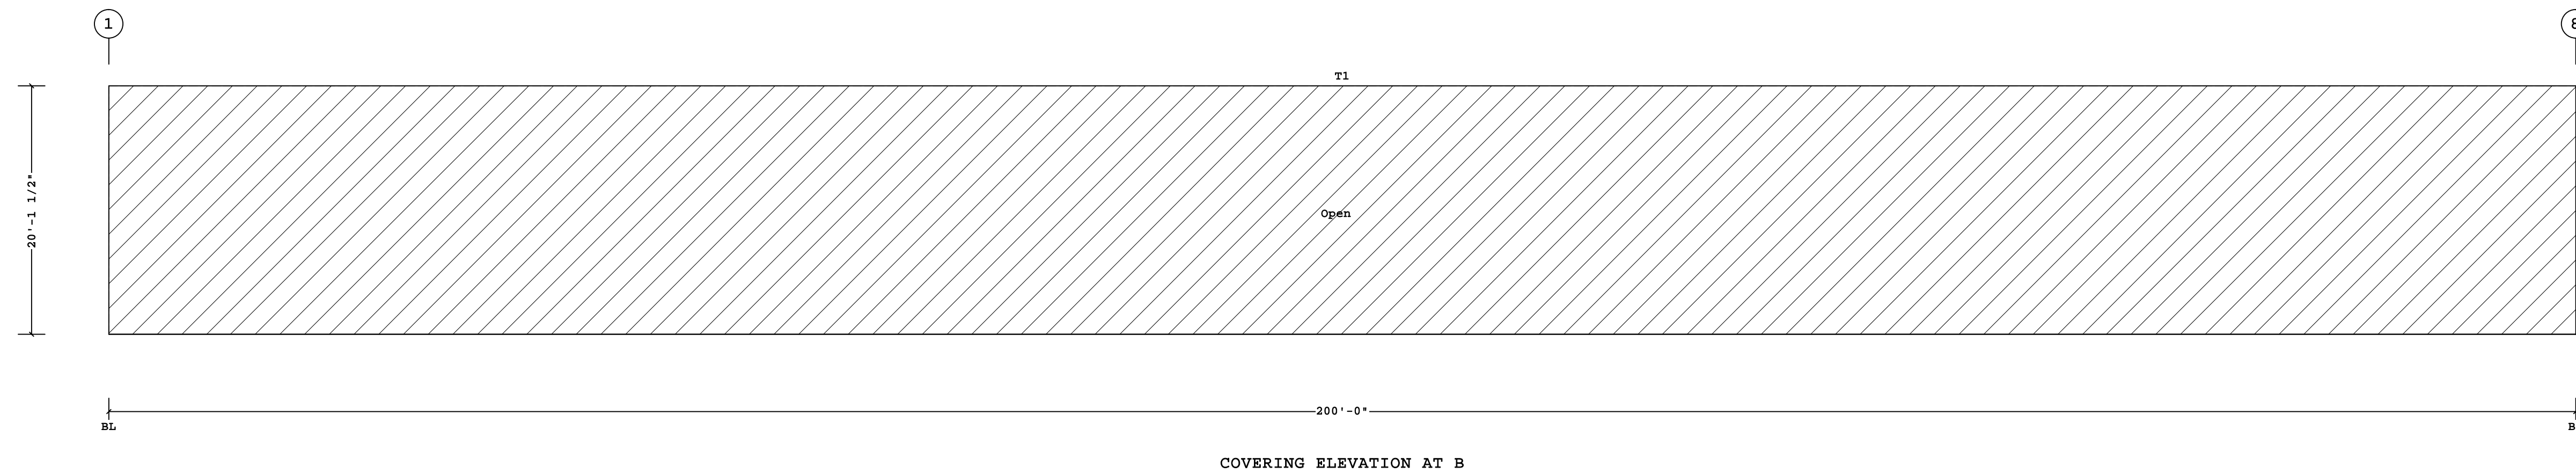 1
T1
20'-1 1/2"
Open
200'-0"
BL
COVERING ELEVATION AT B